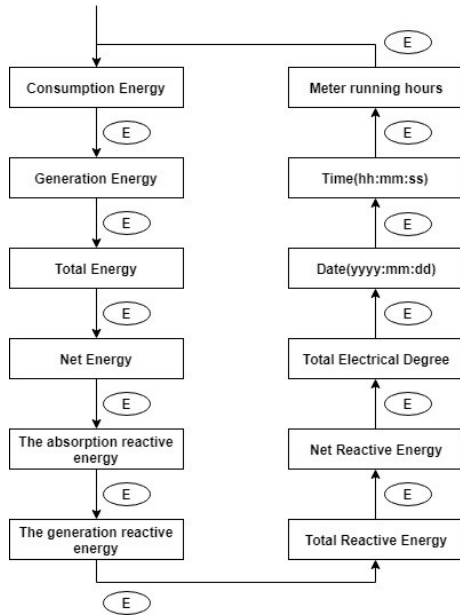 E
Consumption Energy
Meter running hours
E
E
Generation Energy
Time(hh:mm:ss)
E
E
Total Energy
Date(yyyy:mm:dd)
E
E
Net Energy
Total Electrical Degree
E
E
The absorption reactive
energy
Net Reactive Energy
E
E
The generation reactive
energy
Total Reactive Energy
E